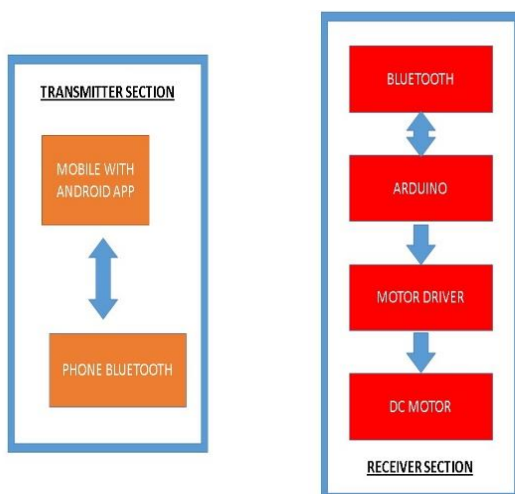 TRANSMITTER SECTION
MOBILE WITH
ANDROID APP
PHONE BLUETOOTH
BLUETOOTH
ARDUINO
MOTOR DRIVER
DC MOTOR
RECEIVER SECTION